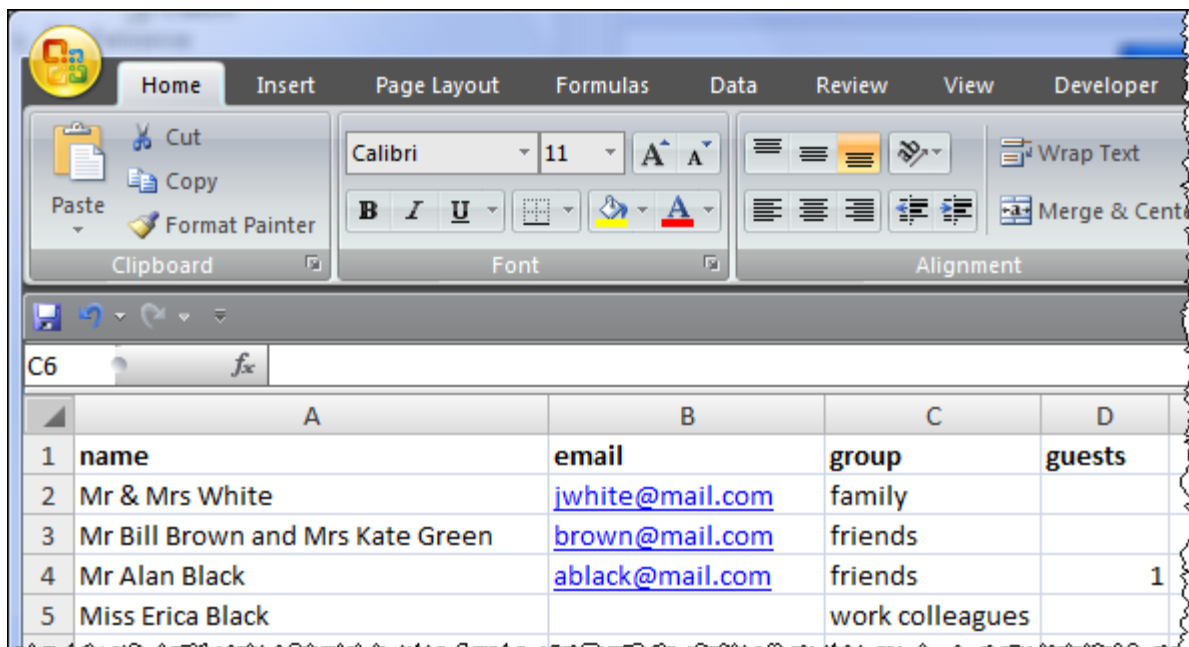 Home Insert Page Layout Formulas Data Review View Developer
Cut
Calibri 11 A A Wrap Text
Copy
Paste B I U A Merge & Cente
Format Painter
Clipboard Font Alignment
C6 fx
A B C D
1 name email group guests
2 Mr & Mrs White jwhite@mail.com family
3 Mr Bill Brown and Mrs Kate Green brown@mail.com friends
4 Mr Alan Black ablack@mail.com friends 1
5 Miss Erica Black work colleagues